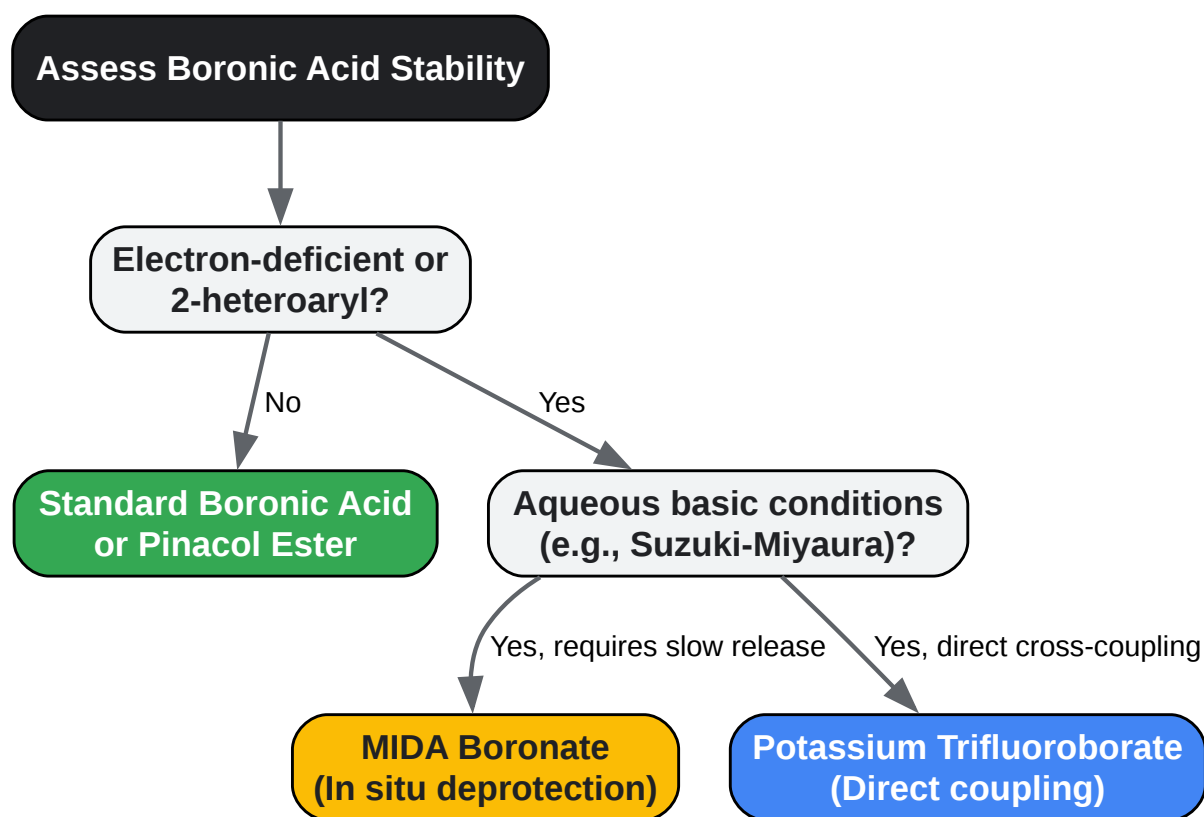 Assess Boronic Acid Stability
Electron-deficient or
2-heteroaryl?
No
Yes
Standard Boronic Acid
or Pinacol Ester
Aqueous basic conditions
(e.g., Suzuki-Miyaura)?
Yes, requires slow release
Yes, direct cross-coupling
MIDA Boronate
(In situ deprotection)
Potassium Trifluoroborate
(Direct coupling)